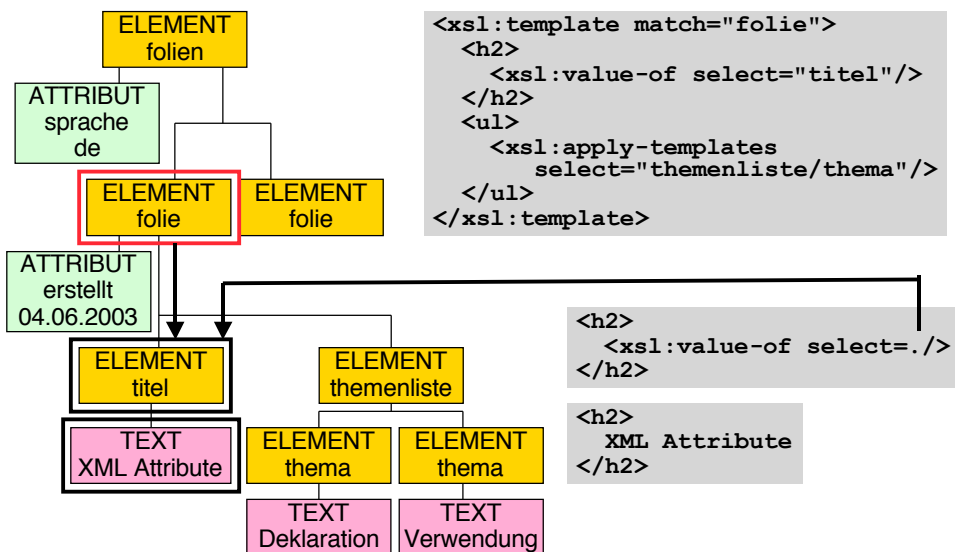 ELEMENT
folien
ATTRIBUT
sprache
de
ELEMENT
folie
ELEMENT
folie
ATTRIBUT
erstellt
04.06.2003
ELEMENT
titel
ELEMENT
themenliste
TEXT
XML Attribute
ELEMENT
thema
ELEMENT
thema
TEXT
Deklaration
TEXT
Verwendung
<xsl:template match="folie">
<h2>
<xsl:value-of select="titel"/>
</h2>
<ul>
<xsl:apply-templates
select="themenliste/thema"/>
</ul>
</xsl:template>
<h2>
<xsl:value-of select=./>
</h2>
<h2>
XML Attribute
</h2>